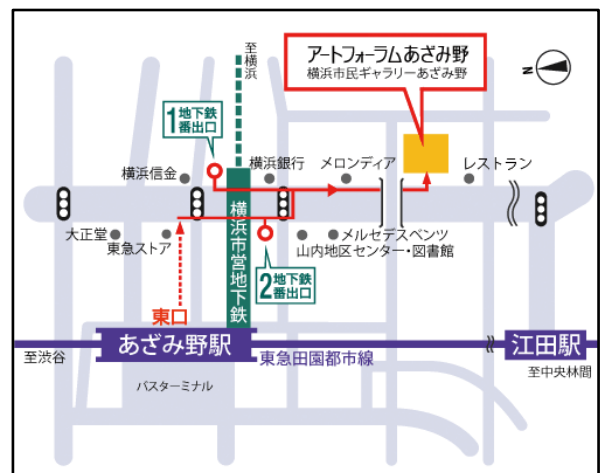 至横浜
アートフォーラムあざみ野
横浜市民ギャラリーあざみ野
N
1 地下鉄
番出口
横浜信金
横浜銀行
メロンディア
レストラン
大正堂
東急ストア
横浜市営地下鉄
メルセデスベンツ
山内地区センター・図書館
2 地下鉄
番出口
東口
あざみ野駅
江田駅
至渋谷
東急田園都市線
至中央林間
バスターミナル